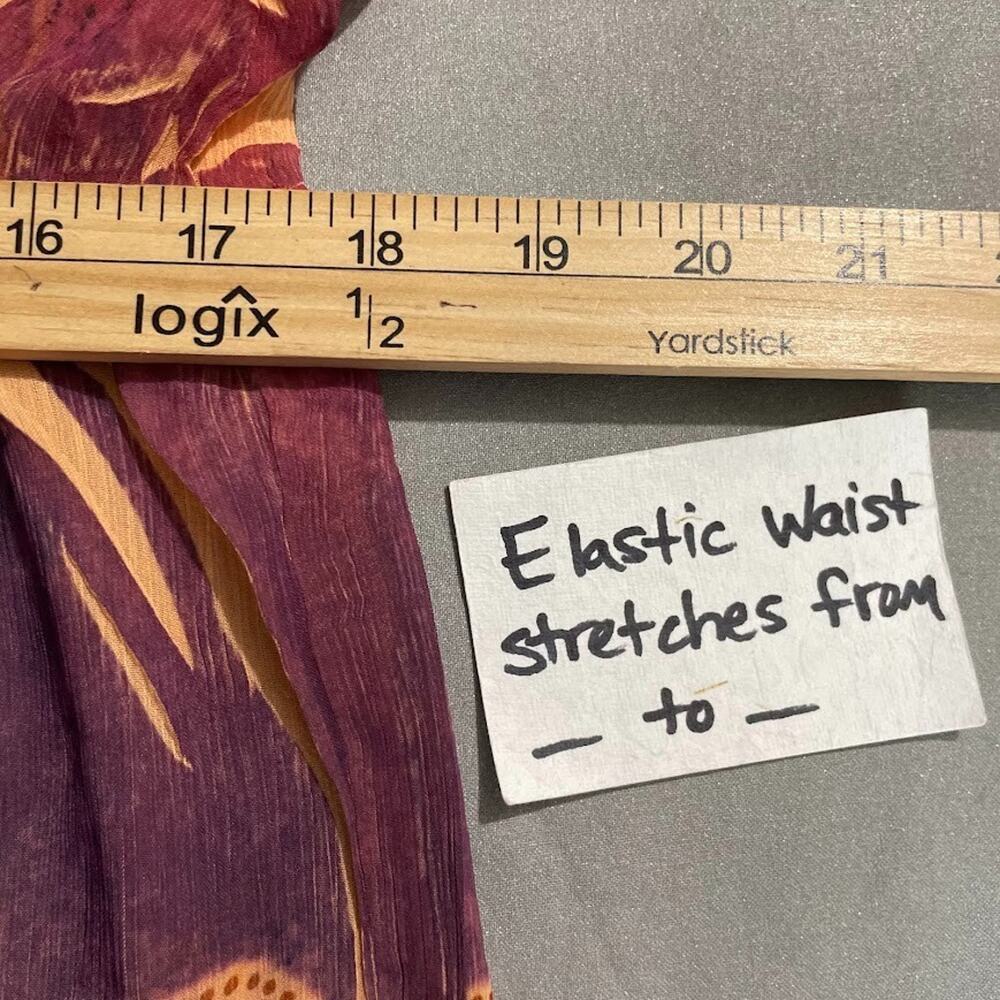 16 17 18 19 20 21
logix 1/2 Yardstick
Elastic Waist
stretches from
— to —